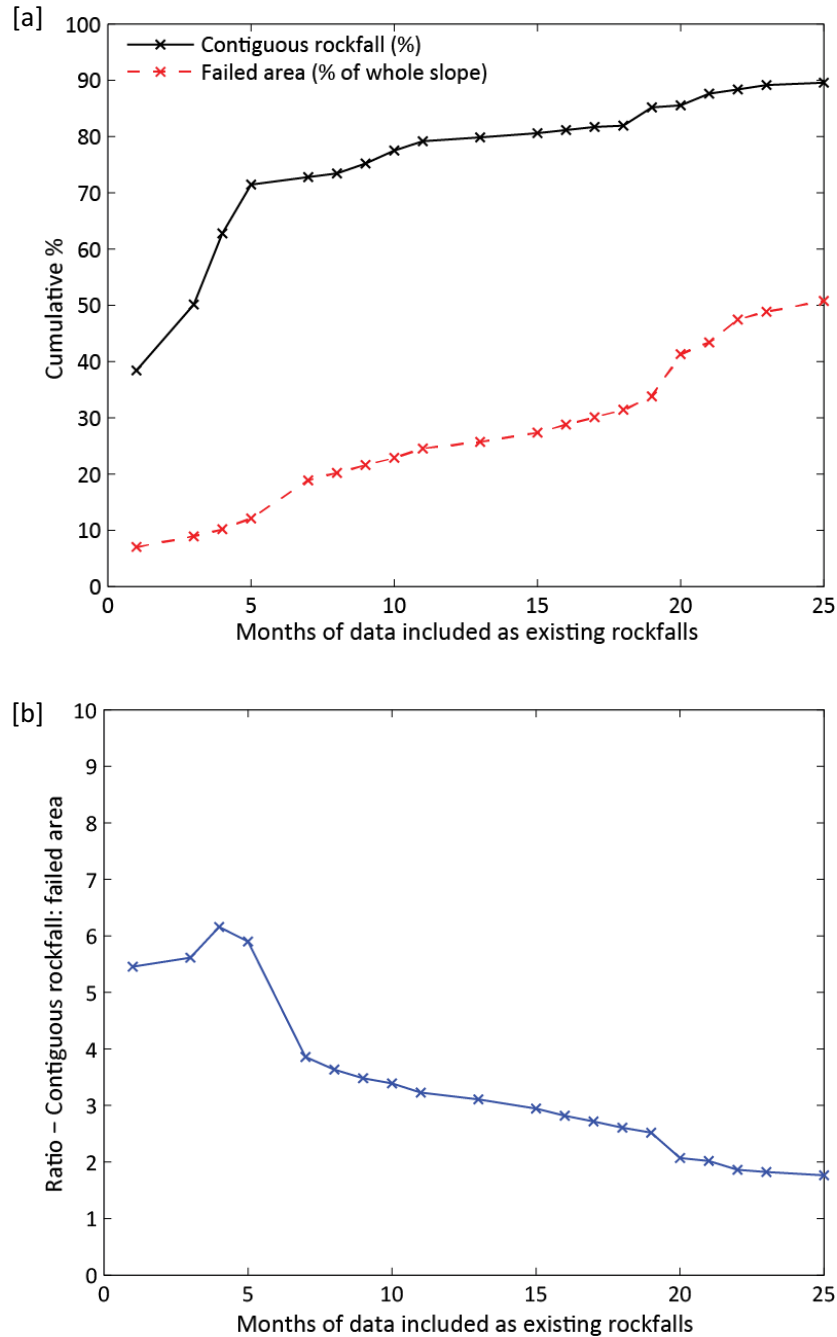 [a]
100
90
80
70
60
50
40
30
20
10
0
Cumulative %
Contiguous rockfall (%)
Failed area (% of whole slope)
0 5 10 15 20 25
Months of data included as existing rockfalls
[b]
10
9
8
7
6
5
4
3
2
1
0
Ratio – Contiguous rockfall: failed area
0 5 10 15 20 25
Months of data included as existing rockfalls